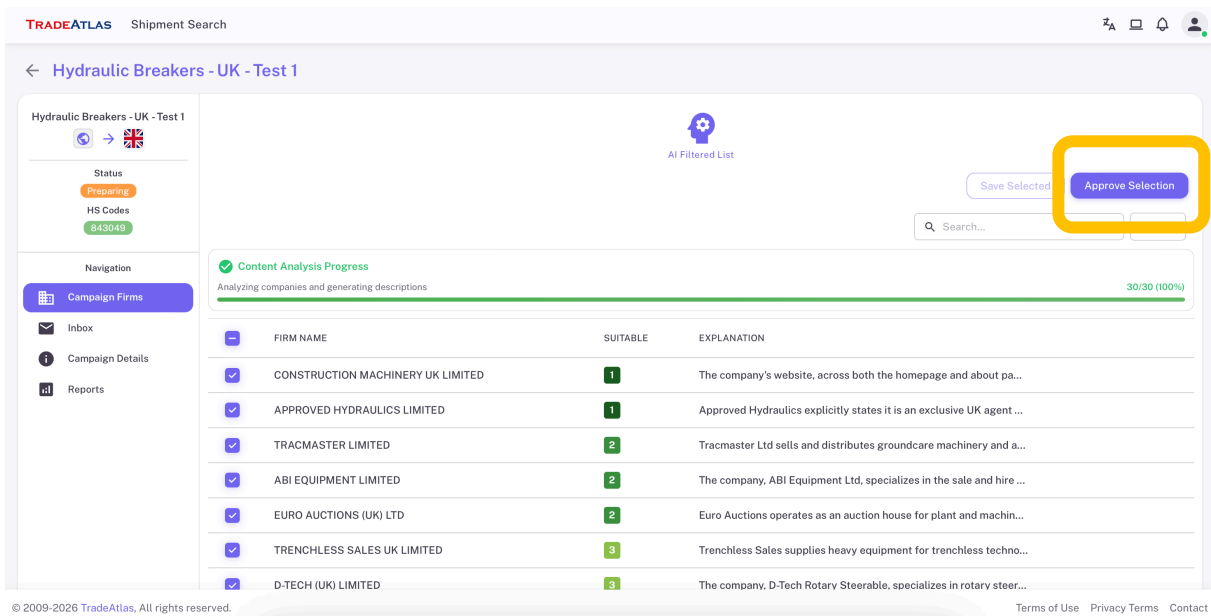 TRADEATLAS Shipment Search
Hydraulic Breakers - UK - Test 1
Hydraulic Breakers - UK - Test 1
Status
Preparing
HS Codes
843049
Navigation
Campaign Firms
Inbox
Campaign Details
Reports
AI Filtered List
Save Selected
Approve Selection
Search...
Content Analysis Progress
Analyzing companies and generating descriptions 30/30 (100%)
FIRM NAME SUITABLE EXPLANATION
CONSTRUCTION MACHINERY UK LIMITED 1 The company's website, across both the homepage and about pa...
APPROVED HYDRAULICS LIMITED 1 Approved Hydraulics explicitly states it is an exclusive UK agent ...
TRACMASTER LIMITED 2 Tracmaster Ltd sells and distributes groundcare machinery and a...
ABI EQUIPMENT LIMITED 2 The company, ABI Equipment Ltd, specializes in the sale and hire ...
EURO AUCTIONS (UK) LTD 2 Euro Auctions operates as an auction house for plant and machin...
TRENCHLESS SALES UK LIMITED 3 Trenchless Sales supplies heavy equipment for trenchless techno...
D-TECH (UK) LIMITED 3 The company, D-Tech Rotary Steerable, specializes in rotary steer...
© 2009-2026 TradeAtlas, All rights reserved. Terms of Use Privacy Terms Contact